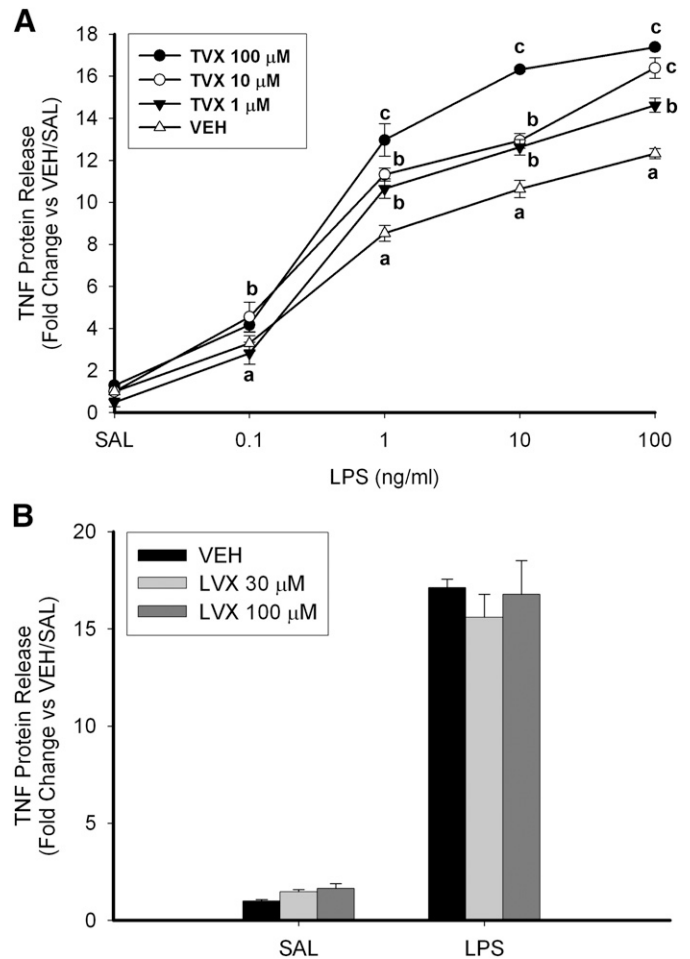 A
TNF Protein Release
(Fold Change vs VEH/SAL)
18
16
14
12
10
8
6
4
2
0
TVX 100 μM
TVX 10 μM
TVX 1 μM
VEH
c
c
c
c
b
b
b
b
b
b
a
a
a
a
SAL
0.1
1
10
100
LPS (ng/ml)
B
TNF Protein Release
(Fold Change vs VEH/SAL)
20
15
10
5
0
VEH
LVX 30 μM
LVX 100 μM
SAL
LPS